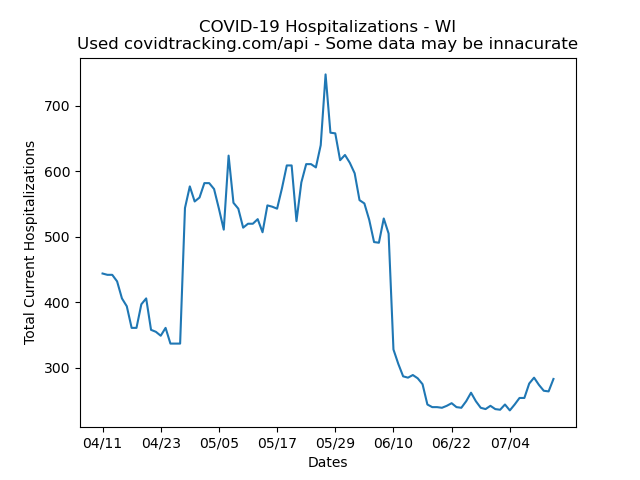 COVID-19 Hospitalizations - WI
Used covidtracking.com/api - Some data may be innacurate
Total Current Hospitalizations
700
600
500
400
300
04/11 04/23 05/05 05/17 05/29 06/10 06/22 07/04
Dates